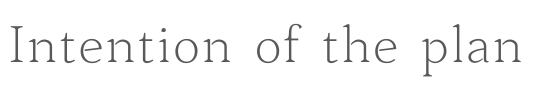 Intention of the plan